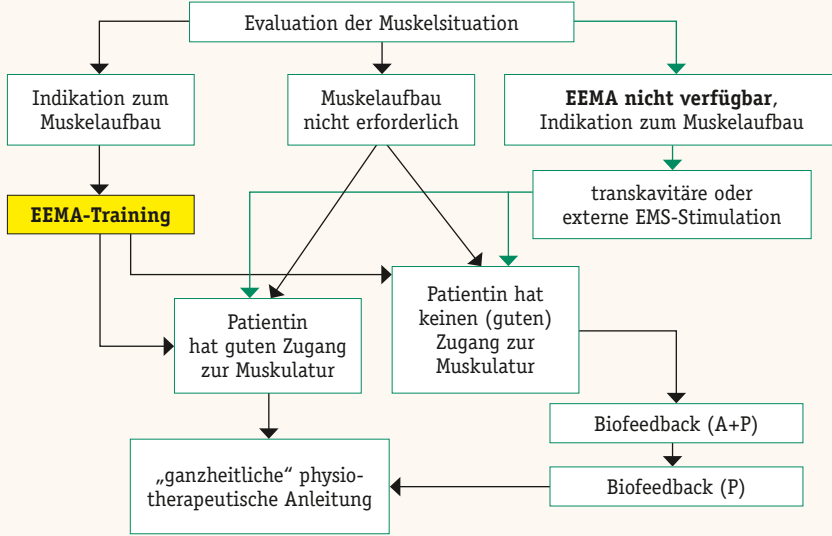 Evaluation der Muskelsituation
Indikation zum
Muskelaufbau
Muskelaufbau
nicht erforderlich
EEMA nicht verfügbar,
Indikation zum Muskelaufbau
EEMA-Training
transkavitäre oder
externe EMS-Stimulation
Patientin
hat guten Zugang
zur Muskulatur
Patientin hat
keinen (guten)
Zugang zur
Muskulatur
Biofeedback (A+P)
„ganzheitliche“ physio-
therapeutische Anleitung
Biofeedback (P)